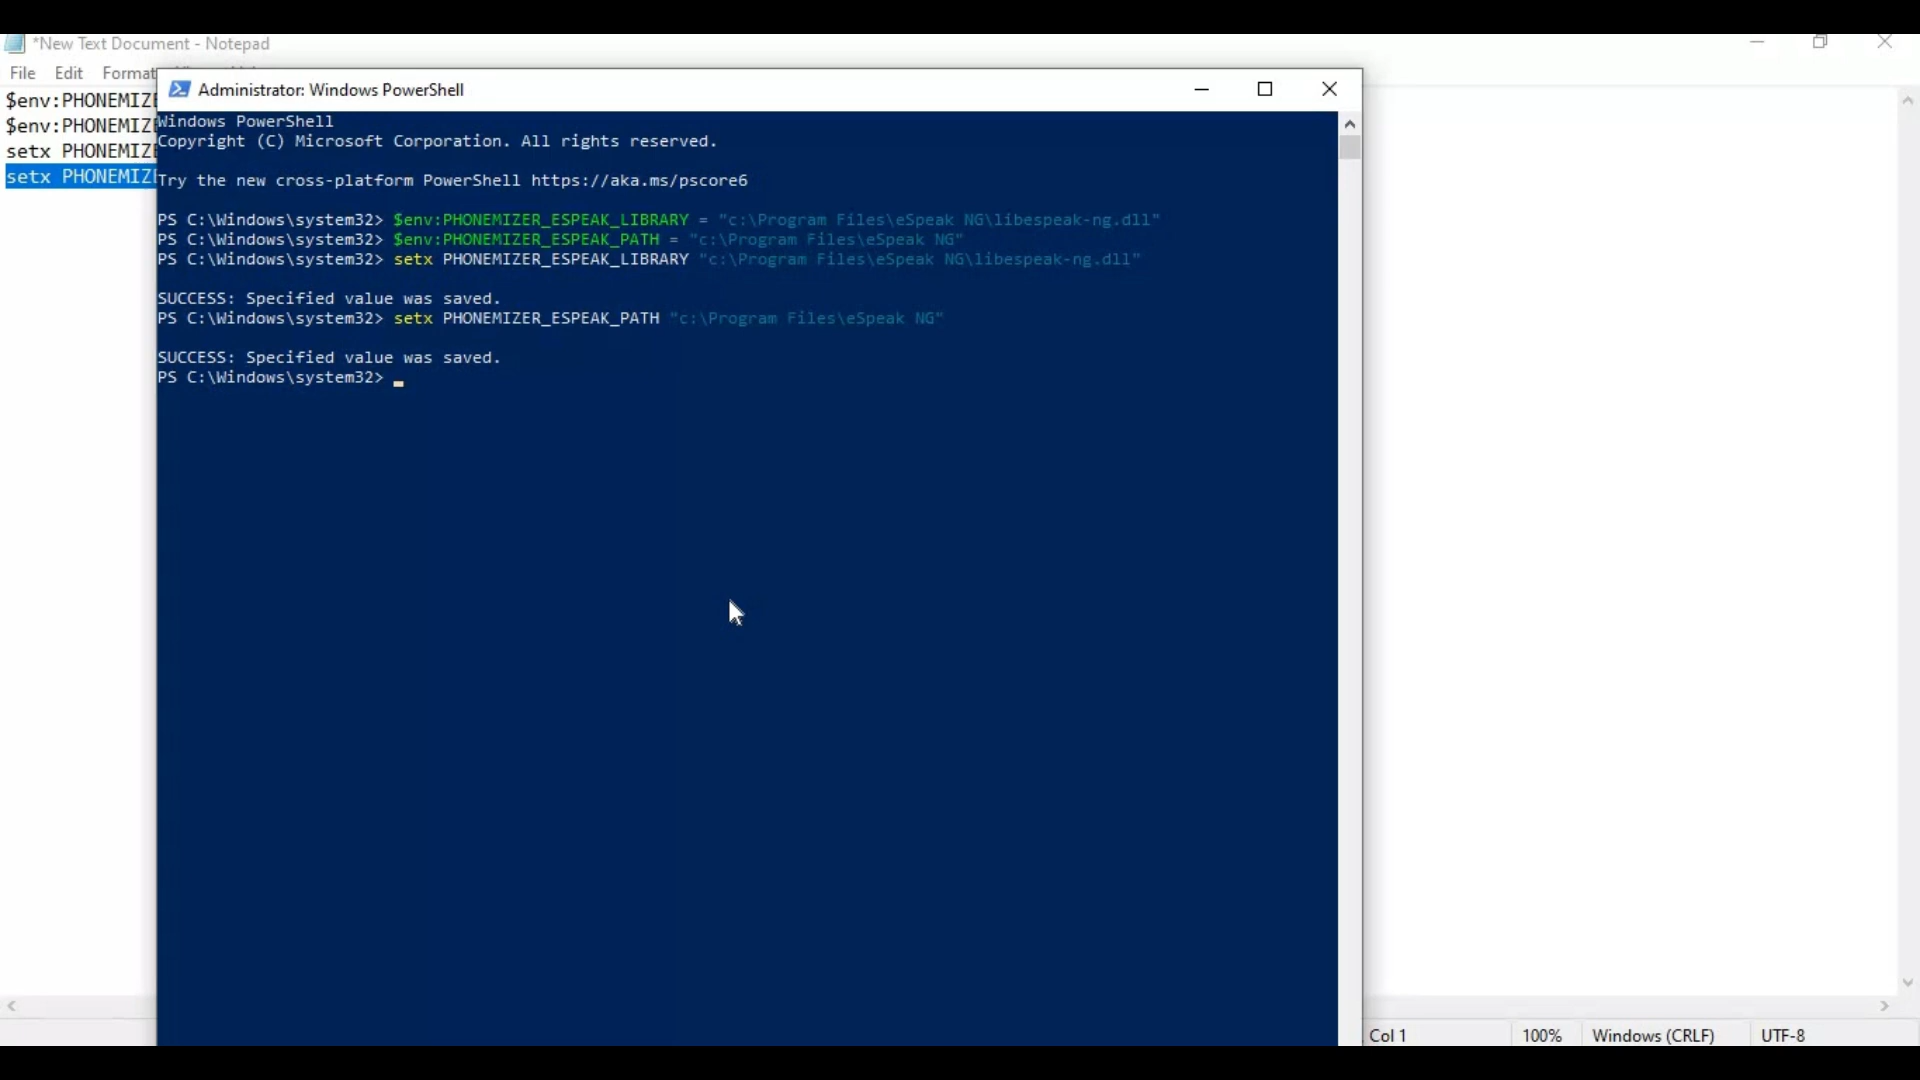 *New Text Document - Notepad
File Edit Format
$env:PHONEMIZE
$env:PHONEMIZE
setx PHONEMIZE
setx PHONEMIZE
Administrator: Windows PowerShell
Windows PowerShell
Copyright (C) Microsoft Corporation. All rights reserved.
Try the new cross-platform PowerShell https://aka.ms/pscore6
PS C:\Windows\system32> $env:PHONEMIZER_ESPEAK_LIBRARY = "c:\Program Files\eSpeak NG\libespeak-ng.dll"
PS C:\Windows\system32> $env:PHONEMIZER_ESPEAK_PATH = "c:\Program Files\eSpeak NG"
PS C:\Windows\system32> setx PHONEMIZER_ESPEAK_LIBRARY "c:\Program Files\eSpeak NG\libespeak-ng.dll"
SUCCESS: Specified value was saved.
PS C:\Windows\system32> setx PHONEMIZER_ESPEAK_PATH "c:\Program Files\eSpeak NG"
SUCCESS: Specified value was saved.
PS C:\Windows\system32>
Col 1 100% Windows (CRLF) UTF-8